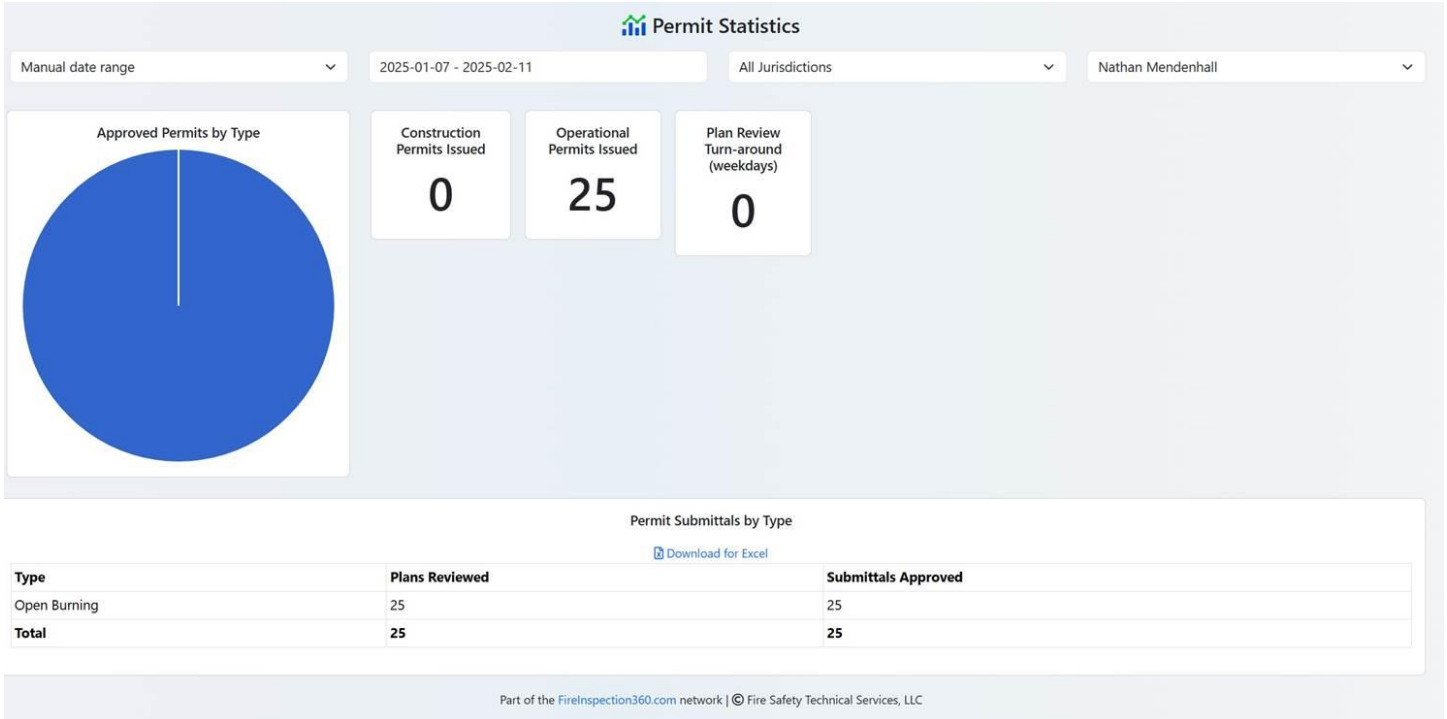 Permit Statistics
Manual date range
2025-01-07 - 2025-02-11
All Jurisdictions
Nathan Mendenhall
Approved Permits by Type
Construction
Permits Issued
0
Operational
Permits Issued
25
Plan Review
Turn-around
(weekdays)
0
Permit Submittals by Type
Download for Excel
Type Plans Reviewed Submittals Approved
Open Burning 25 25
Total 25 25
Part of the FireInspection360.com network | © Fire Safety Technical Services, LLC